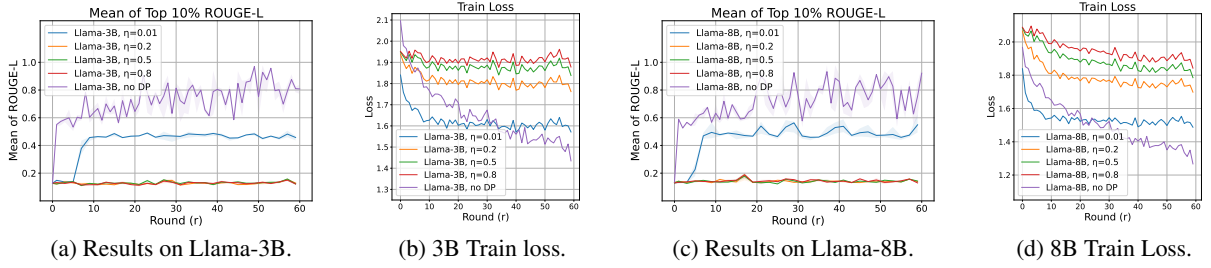 Mean of Top 10% ROUGE-L
Mean of ROUGE-L
1.0
0.8
0.6
0.4
0.2
Llama-3B, η=0.01
Llama-3B, η=0.2
Llama-3B, η=0.5
Llama-3B, η=0.8
Llama-3B, no DP
0 10 20 30 40 50 60
Round (r)
(a) Results on Llama-3B.
Train Loss
Loss
2.1
2.0
1.9
1.8
1.7
1.6
1.5
1.4
1.3
Llama-3B, η=0.01
Llama-3B, η=0.2
Llama-3B, η=0.5
Llama-3B, η=0.8
Llama-3B, no DP
0 10 20 30 40 50 60
Round (r)
(b) 3B Train loss.
Mean of Top 10% ROUGE-L
Mean of ROUGE-L
1.0
0.8
0.6
0.4
0.2
Llama-8B, η=0.01
Llama-8B, η=0.2
Llama-8B, η=0.5
Llama-8B, η=0.8
Llama-8B, no DP
0 10 20 30 40 50 60
Round (r)
(c) Results on Llama-8B.
Train Loss
Loss
2.0
1.8
1.6
1.4
1.2
Llama-8B, η=0.01
Llama-8B, η=0.2
Llama-8B, η=0.5
Llama-8B, η=0.8
Llama-8B, no DP
0 10 20 30 40 50 60
Round (r)
(d) 8B Train Loss.